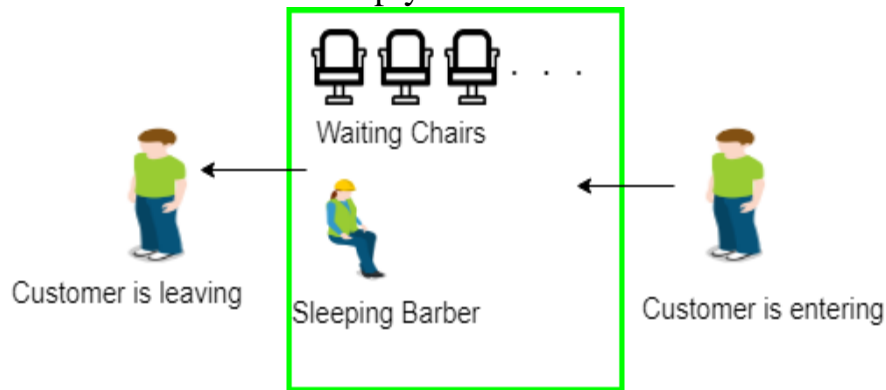 Waiting Chairs
Customer is leaving
Sleeping Barber
Customer is entering